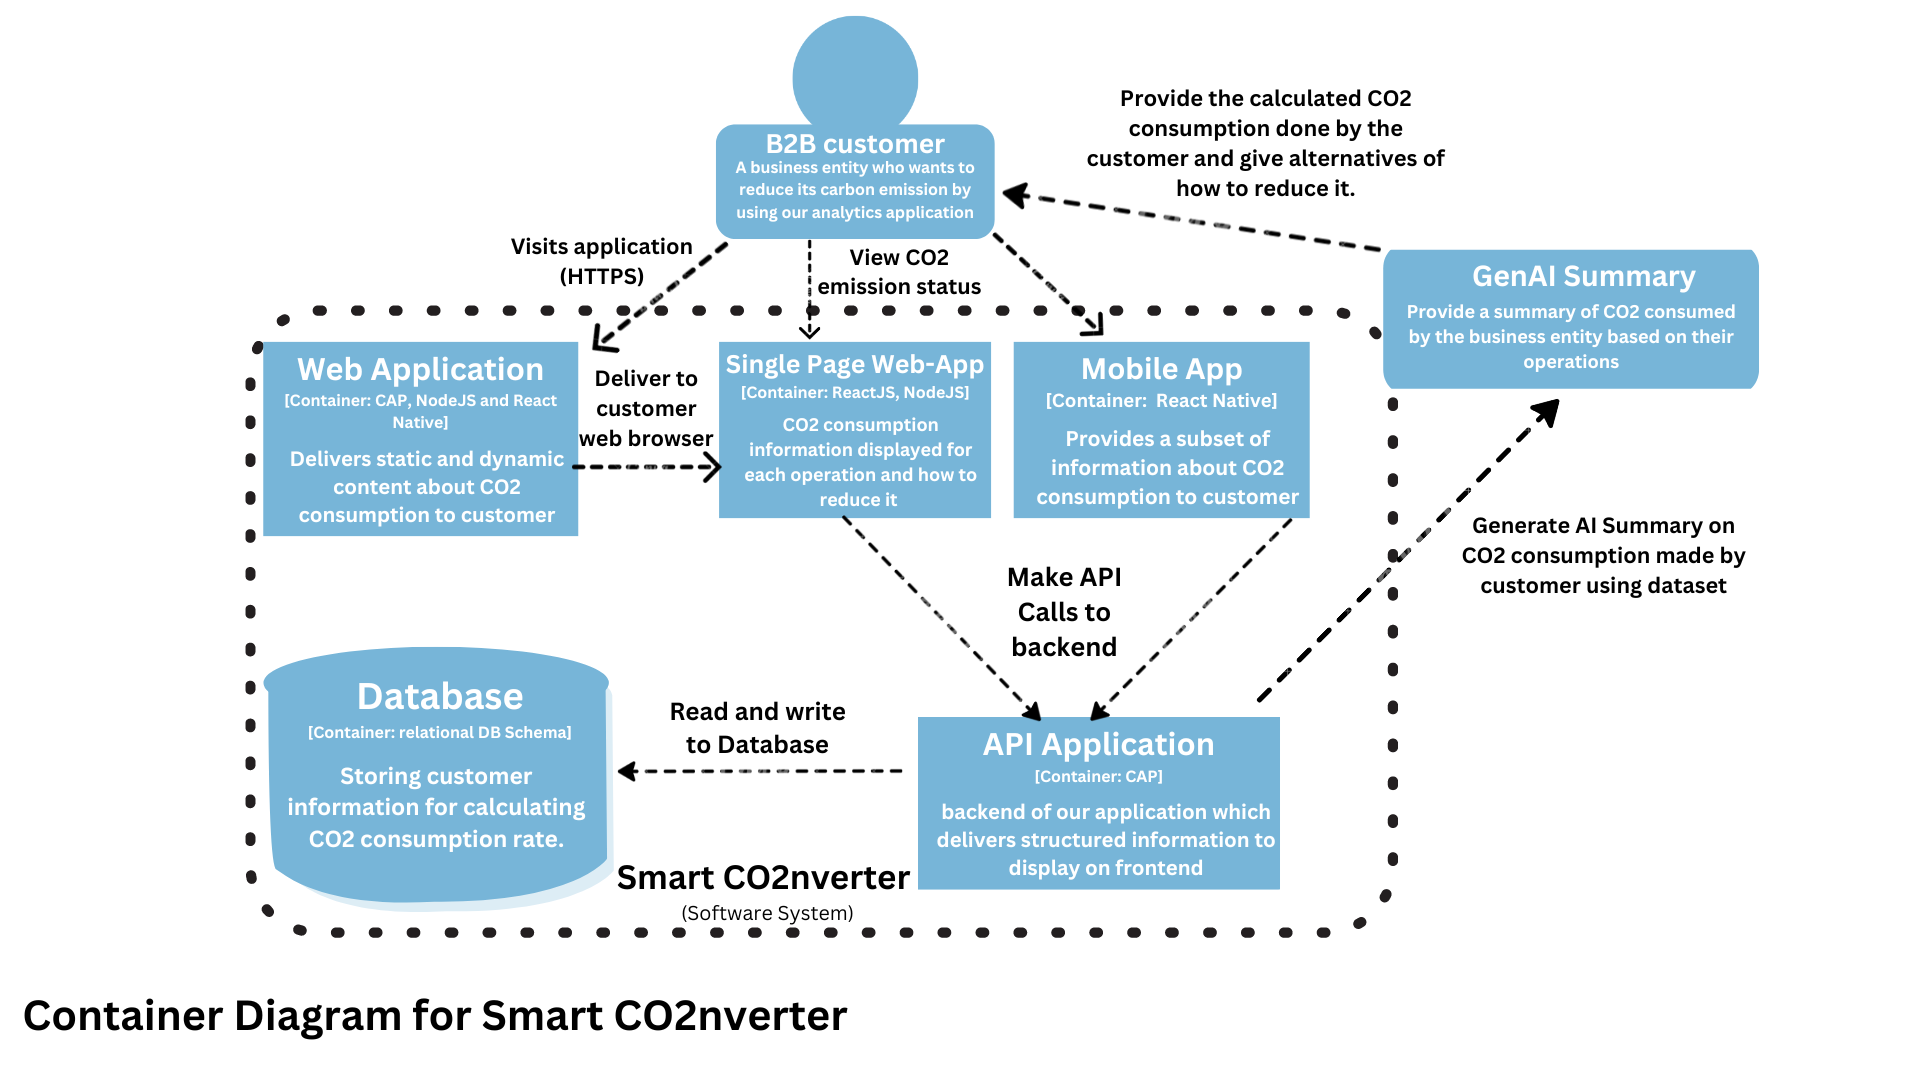 B2B customer
A business entity who wants to
reduce its carbon emission by
using our analytics application
Provide the calculated CO2
consumption done by the
customer and give alternatives of
how to reduce it.
Visits application
(HTTPS)
View CO2
emission status
GenAI Summary
Provide a summary of CO2 consumed
by the business entity based on their
operations
Web Application
[Container: CAP, NodeJS and React
Native]
Delivers static and dynamic
content about CO2
consumption to customer
Deliver to
customer
web browser
Single Page Web-App
[Container: ReactJS, NodeJS]
CO2 consumption
information displayed for
each operation and how to
reduce it
Mobile App
[Container: React Native]
Provides a subset of
information about CO2
consumption to customer
Generate AI Summary on
CO2 consumption made by
customer using dataset
Make API
Calls to
backend
Database
[Container: relational DB Schema]
Storing customer
information for calculating
CO2 consumption rate.
Read and write
to Database
API Application
[Container: CAP]
backend of our application which
delivers structured information to
display on frontend
Smart CO2nverter
(Software System)
Container Diagram for Smart CO2nverter